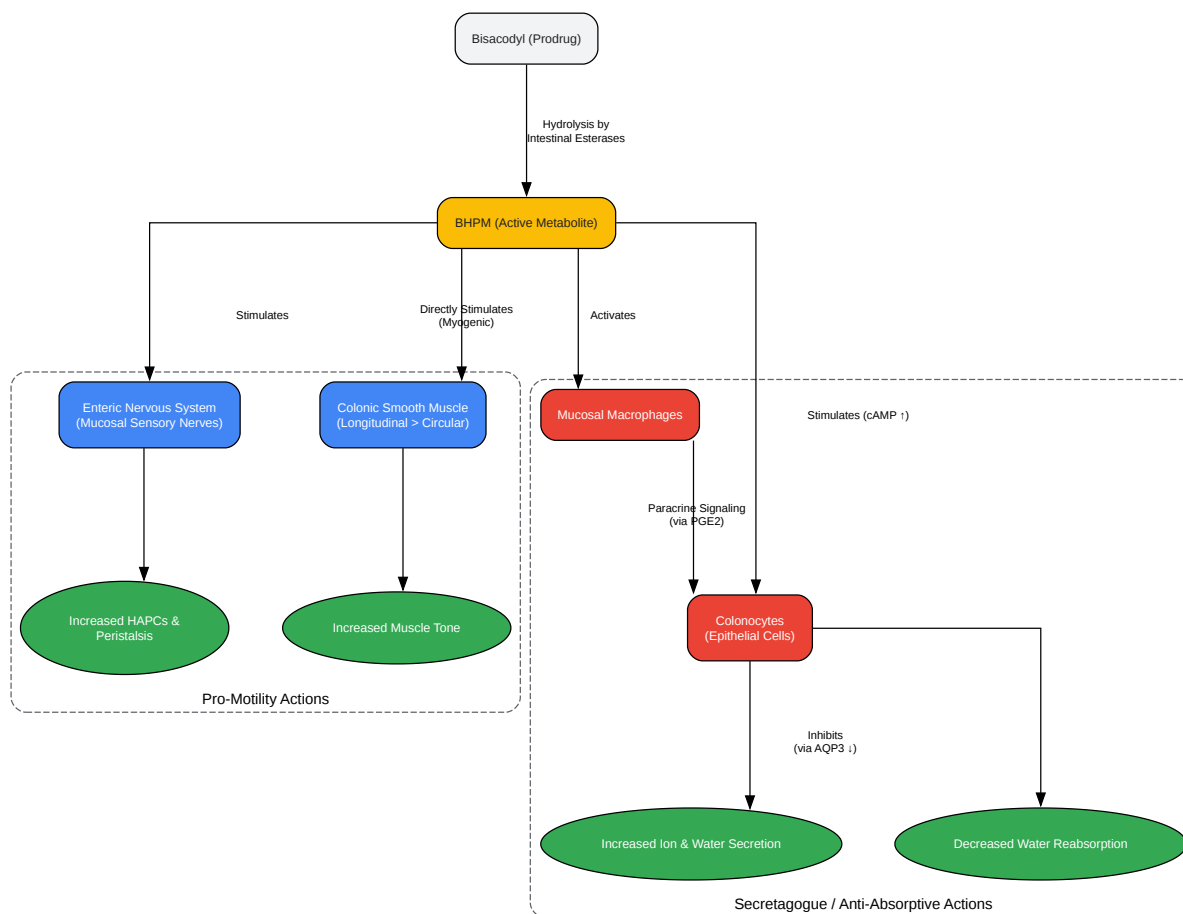 Bisacodyl (Prodrug)
Hydrolysis by
Intestinal Esterases
BHPM (Active Metabolite)
Stimulates
Directly Stimulates
(Myogenic)
Activates
Enteric Nervous System
(Mucosal Sensory Nerves)
Colonic Smooth Muscle
(Longitudinal > Circular)
Mucosal Macrophages
Stimulates (cAMP ↑)
Paracrine Signaling
(via PGE2)
Increased HAPCs &
Peristalsis
Increased Muscle Tone
Colonocytes
(Epithelial Cells)
Pro-Motility Actions
Inhibits
(via AQP3 ↓)
Increased Ion & Water Secretion
Decreased Water Reabsorption
Secretagogue / Anti-Absorptive Actions